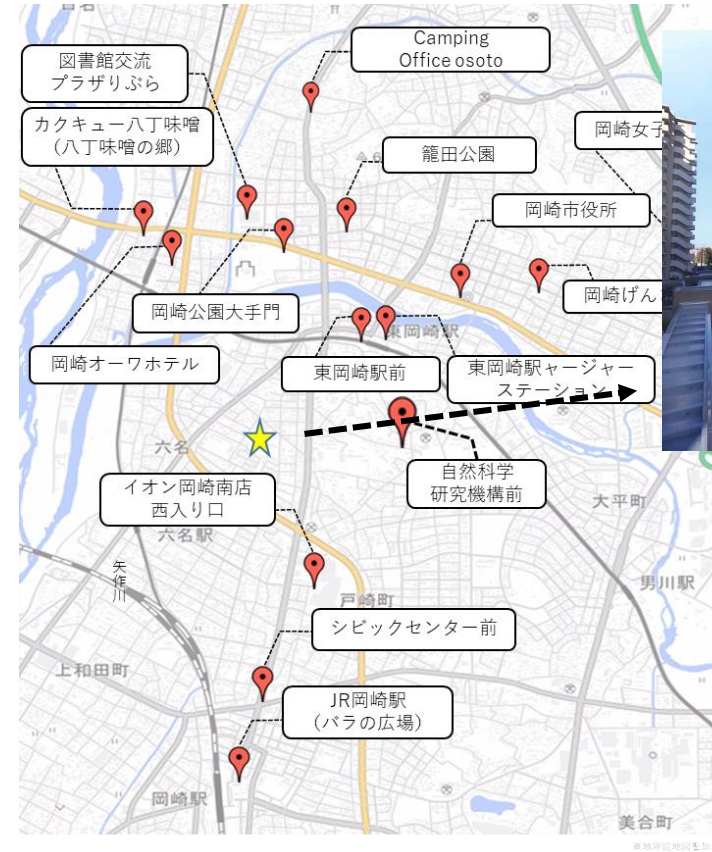 Camping
Office osoto
図書館交流
プラザりぶら
カクキュー八丁味噌
（八丁味噌の郷）
籠田公園
岡崎女子
岡崎市役所
岡崎げん
岡崎公園大手門
岡崎オーワホテル
東岡崎駅
東岡崎駅前
東岡崎駅ャージャー
ステーション
六名
自然科学
研究機構前
イオン岡崎南店
西入り口
六名駅
大平町
矢作川
男川駅
戸崎町
シビックセンター前
上和田町
JR岡崎駅
（バラの広場）
岡崎駅
美合町